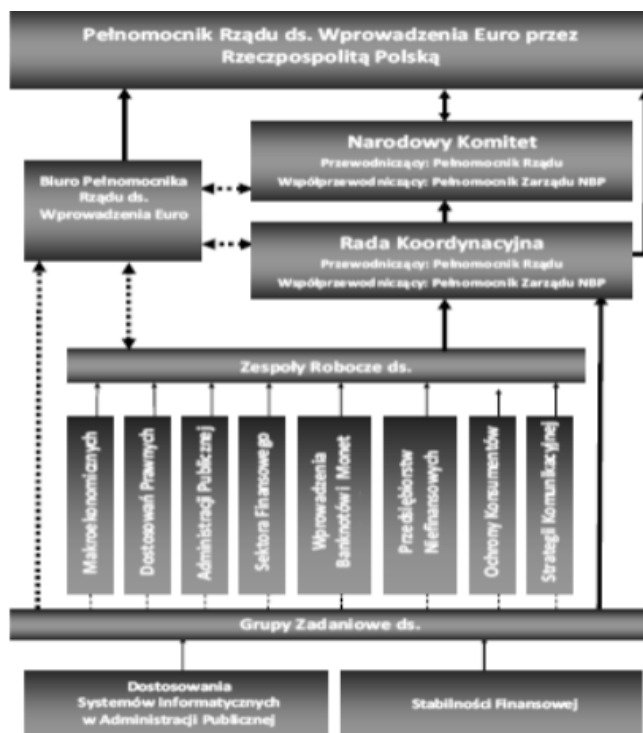 Pełnomocnik Rządu ds. Wprowadzenia Euro przez
Rzeczpospolitą Polską
Narodowy Komitet
Przewodniczący: Pełnomocnik Rządu
Współprzewodniczący: Pełnomocnik Zarządu NBP
Biuro Pełnomocnika
Rządu ds.
Wprowadzenia Euro
Rada Koordynacyjna
Przewodniczący: Pełnomocnik Rządu
Współprzewodniczący: Pełnomocnik Zarządu NBP
Zespoły Robocze ds.
Makroekonomicznych
Dostosowań Prawnych
Administracji Publicznej
Sektora Finansowego
Wprowadzenia
Banknotów i Monet
Przedsiębiorstw
Niefinansowych
Ochrony Konsumentów
Strategii Komunikacyjnej
Grupy Zadaniowe ds.
Dostosowania
Systemów Informatycznych
w Administracji Publicznej
Stabilności Finansowej